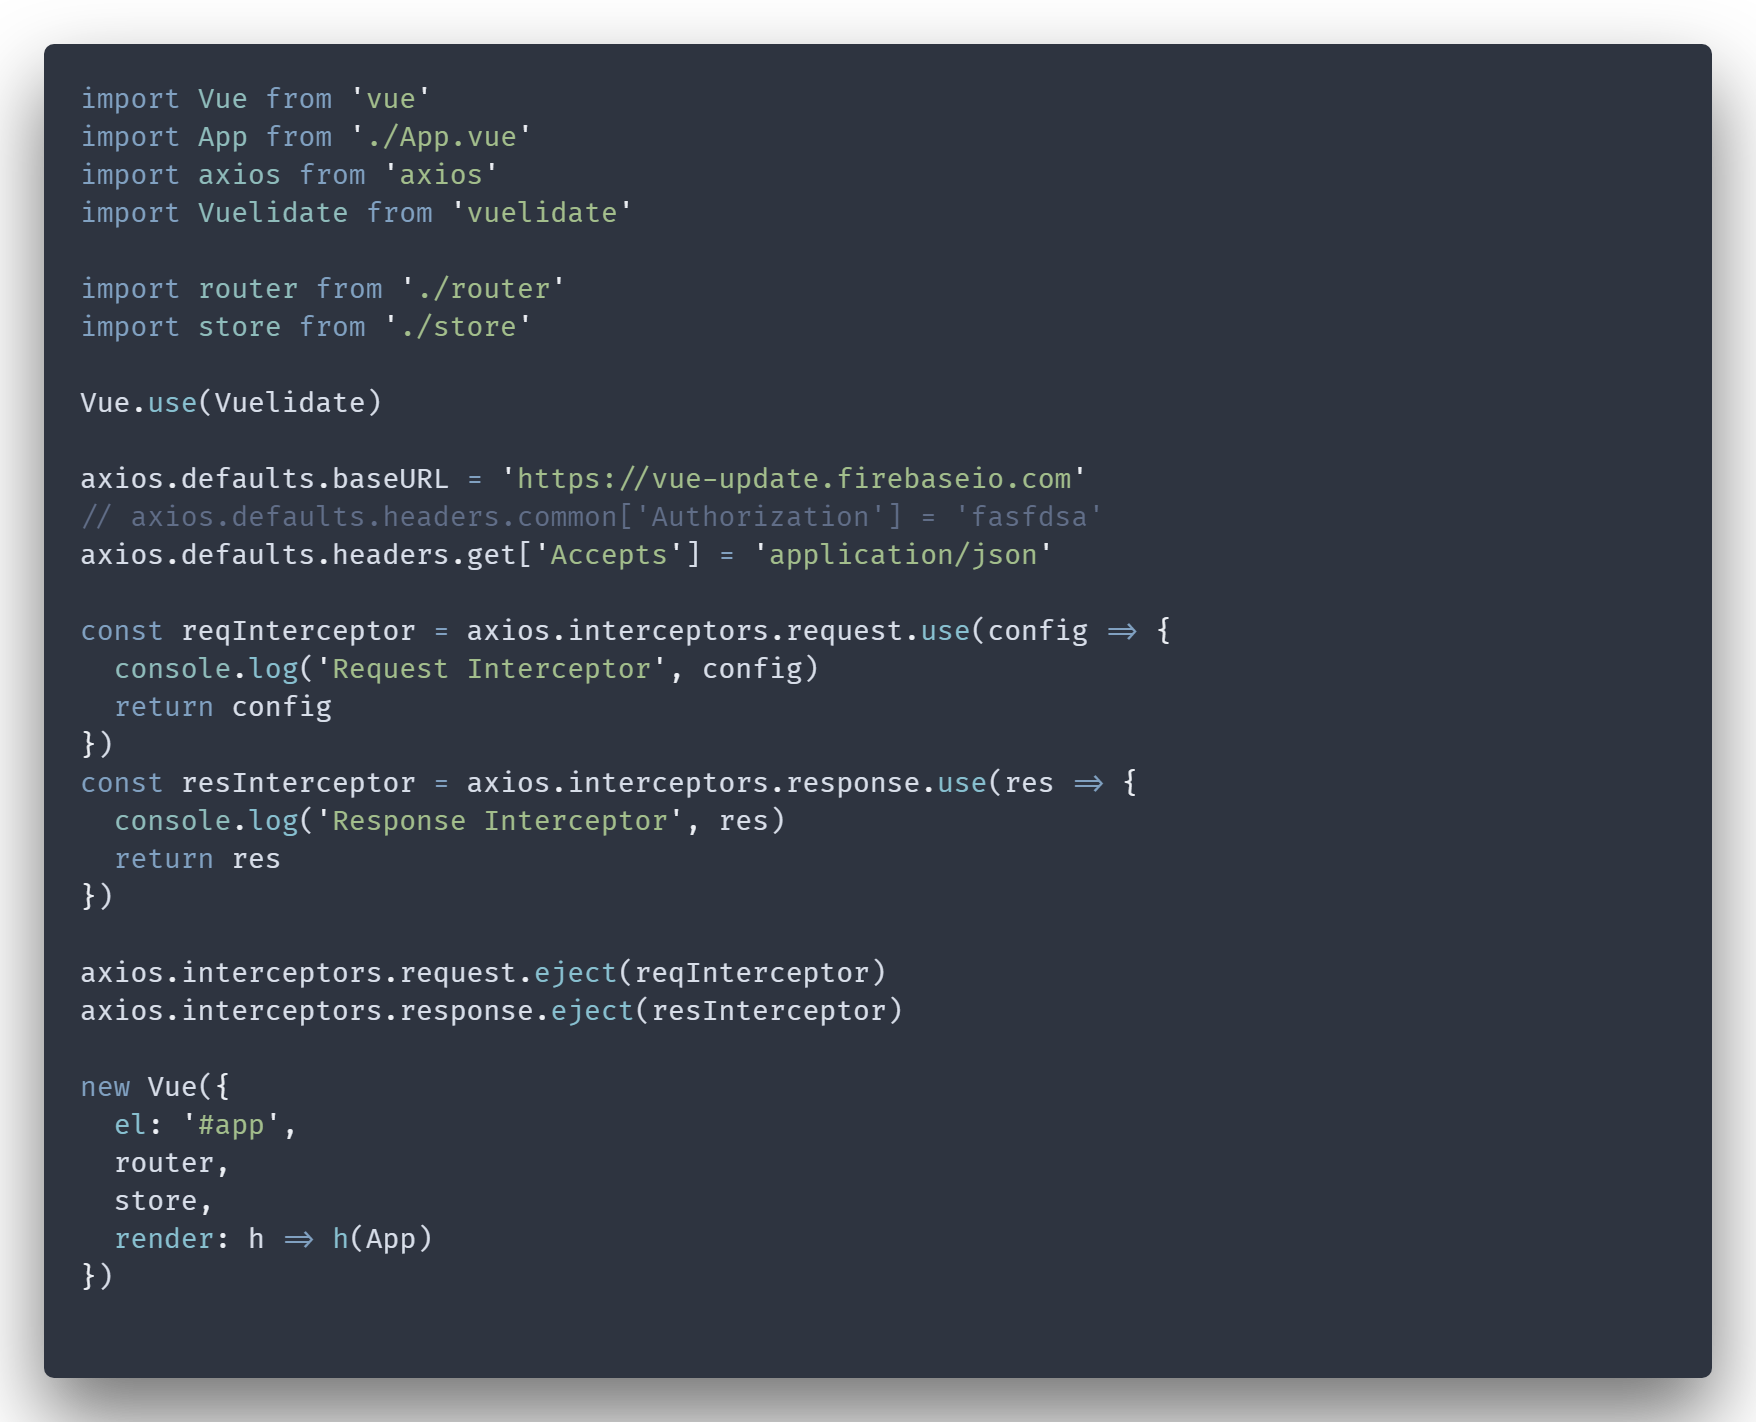 import Vue from 'vue'
import App from './App.vue'
import axios from 'axios'
import Vuelidate from 'vuelidate'

import router from './router'
import store from './store'

Vue.use(Vuelidate)

axios.defaults.baseURL = 'https://vue-update.firebaseio.com'
// axios.defaults.headers.common['Authorization'] = 'fasfdsa'
axios.defaults.headers.get['Accepts'] = 'application/json'

const reqInterceptor = axios.interceptors.request.use(config => {
  console.log('Request Interceptor', config)
  return config
})
const resInterceptor = axios.interceptors.response.use(res => {
  console.log('Response Interceptor', res)
  return res
})

axios.interceptors.request.eject(reqInterceptor)
axios.interceptors.response.eject(resInterceptor)

new Vue({
  el: '#app',
  router,
  store,
  render: h => h(App)
})